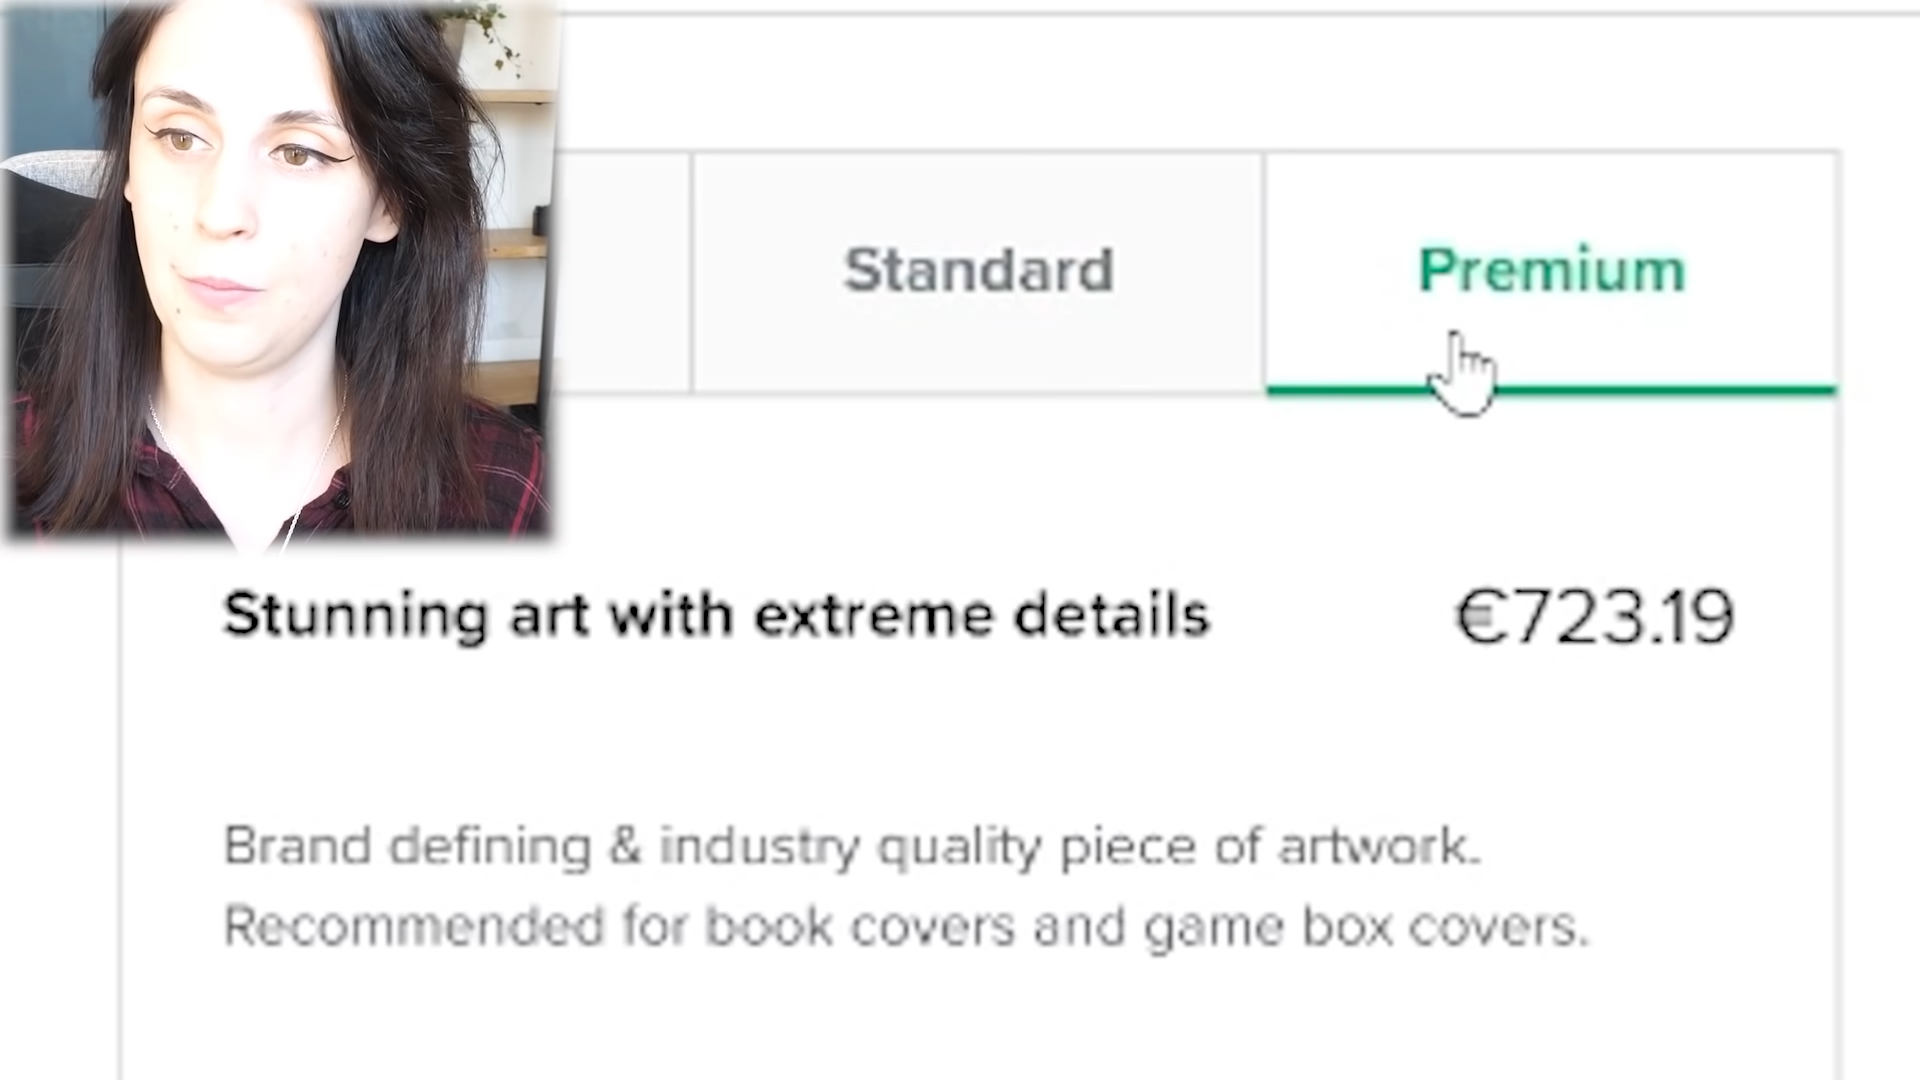 Standard
Premium
Stunning art with extreme details
€723.19
Brand defining & industry quality piece of artwork.
Recommended for book covers and game box covers.